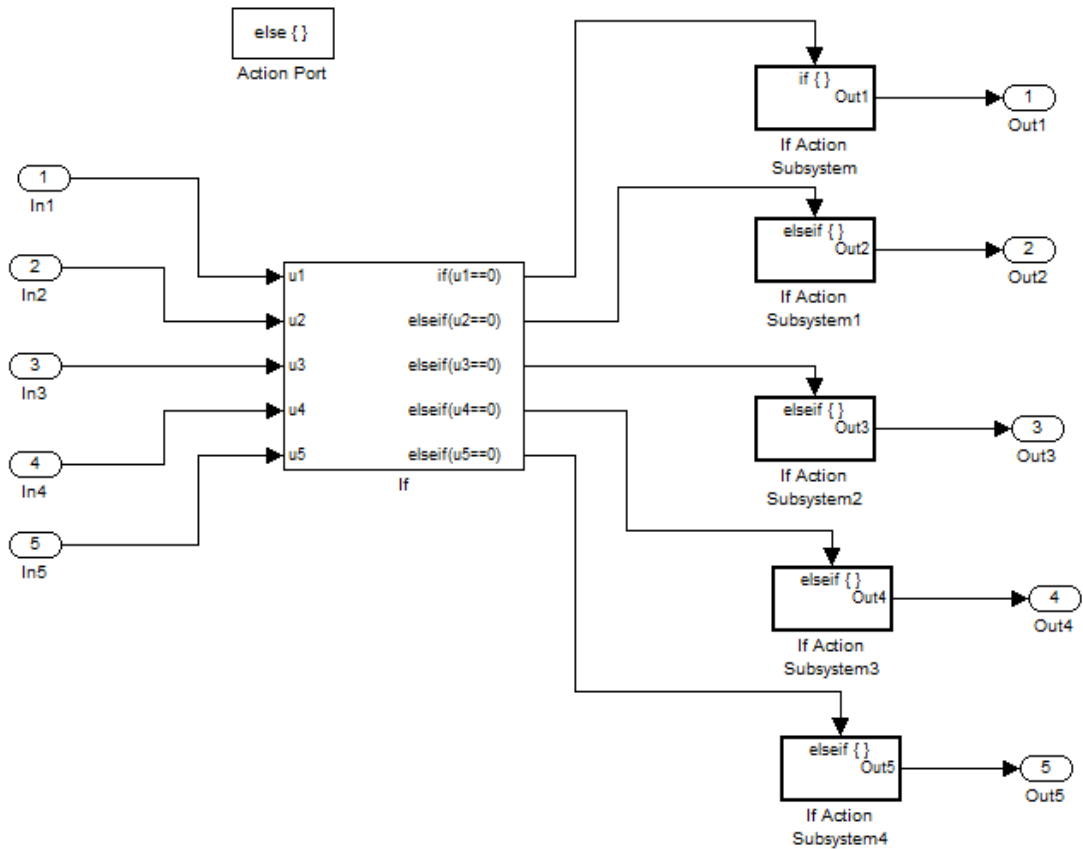 else { }
Action Port
if { }
Out1
If Action
Subsystem
1
Out1
1
In1
elseif { }
Out2
If Action
Subsystem1
2
Out2
2
In2
u1
if(u1==0)
u2
elseif(u2==0)
3
In3
u3
elseif(u3==0)
u4
elseif(u4==0)
4
In4
u5
elseif(u5==0)
If
elseif { }
Out3
If Action
Subsystem2
3
Out3
5
In5
elseif { }
Out4
If Action
Subsystem3
4
Out4
elseif { }
Out5
If Action
Subsystem4
5
Out5